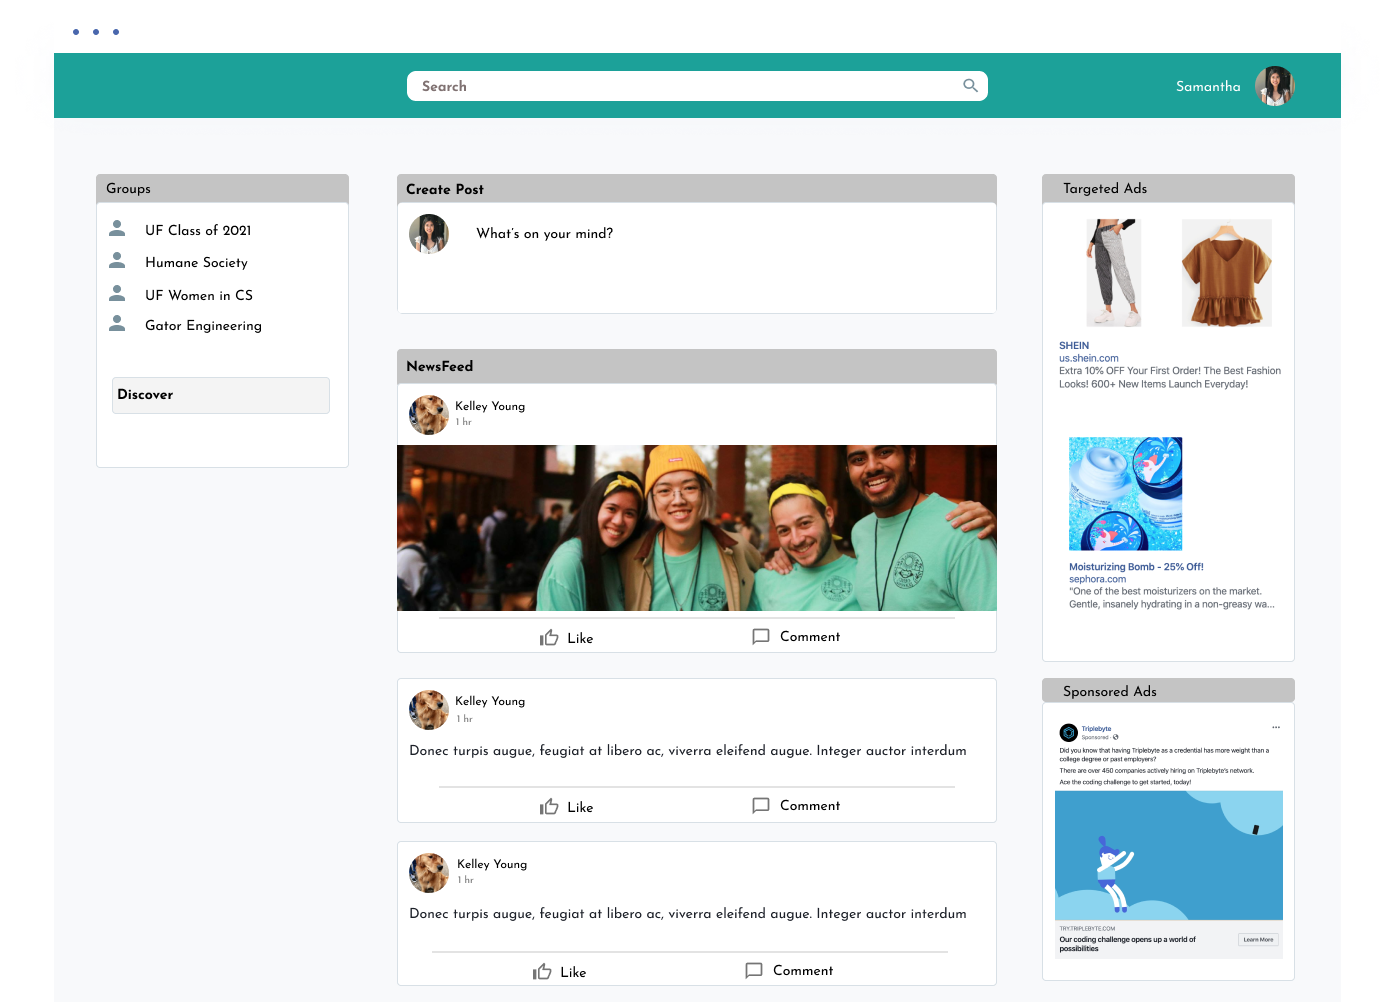 Search
Samantha
Groups
UF Class of 2021
Humane Society
UF Women in CS
Gator Engineering
Discover
Create Post
What's on your mind?
NewsFeed
Kelley Young
1 hr
Like
Comment
Kelley Young
1 hr
Donec turpis augue, feugiat at libero ac, viverra eleifend augue. Integer auctor interdum
Like
Comment
Kelley Young
1 hr
Donec turpis augue, feugiat at libero ac, viverra eleifend augue. Integer auctor interdum
Like
Comment
Targeted Ads
SHEIN
us.shein.com
Extra 10% OFF Your First Order! The Best Fashion
Looks! 600+ New Items Launch Everyday!
Moisturizing Bomb - 25% Off!
sephora.com
"One of the best moisturizers on the market.
Gentle, insanely hydrating in a non-greasy wa...
Sponsored Ads
Triplebyte
Sponsored ·
Did you know that having Triplebyte as a credential has more weight than a
college degree or past employers?
There are over 450 companies actively hiring on Triplebyte's network.
Ace the coding challenge to get started, today!
TRY.TRIPLEBYTE.COM
Our coding challenge opens up a world of
possibilities
Learn More